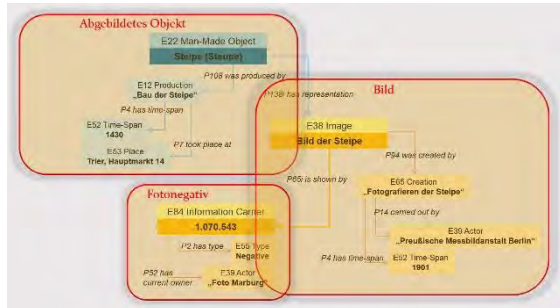 Abgebildetes Objekt
E22 Man-Made Object
Steipe (Steupe)
P108 was produced by
P138 has representation
E12 Production
„Bau der Steipe“
P4 has time-span
E52 Time-Span
1430
P7 took place at
E53 Place
Trier, Hauptmarkt 14
Bild
E38 Image
Bild der Steipe
P94 was created by
P65 is shown by
E65 Creation
„Fotografieren der Steipe“
P14 carried out by
E39 Actor
„Preußische Messbildanstalt Berlin“
P4 has time-span
E52 Time-Span
1901
Fotonegativ
E84 Information Carrier
1.070.543
P2 has type
E55 Type
Negative
P52 has
current owner
E39 Actor
„Foto Marburg“